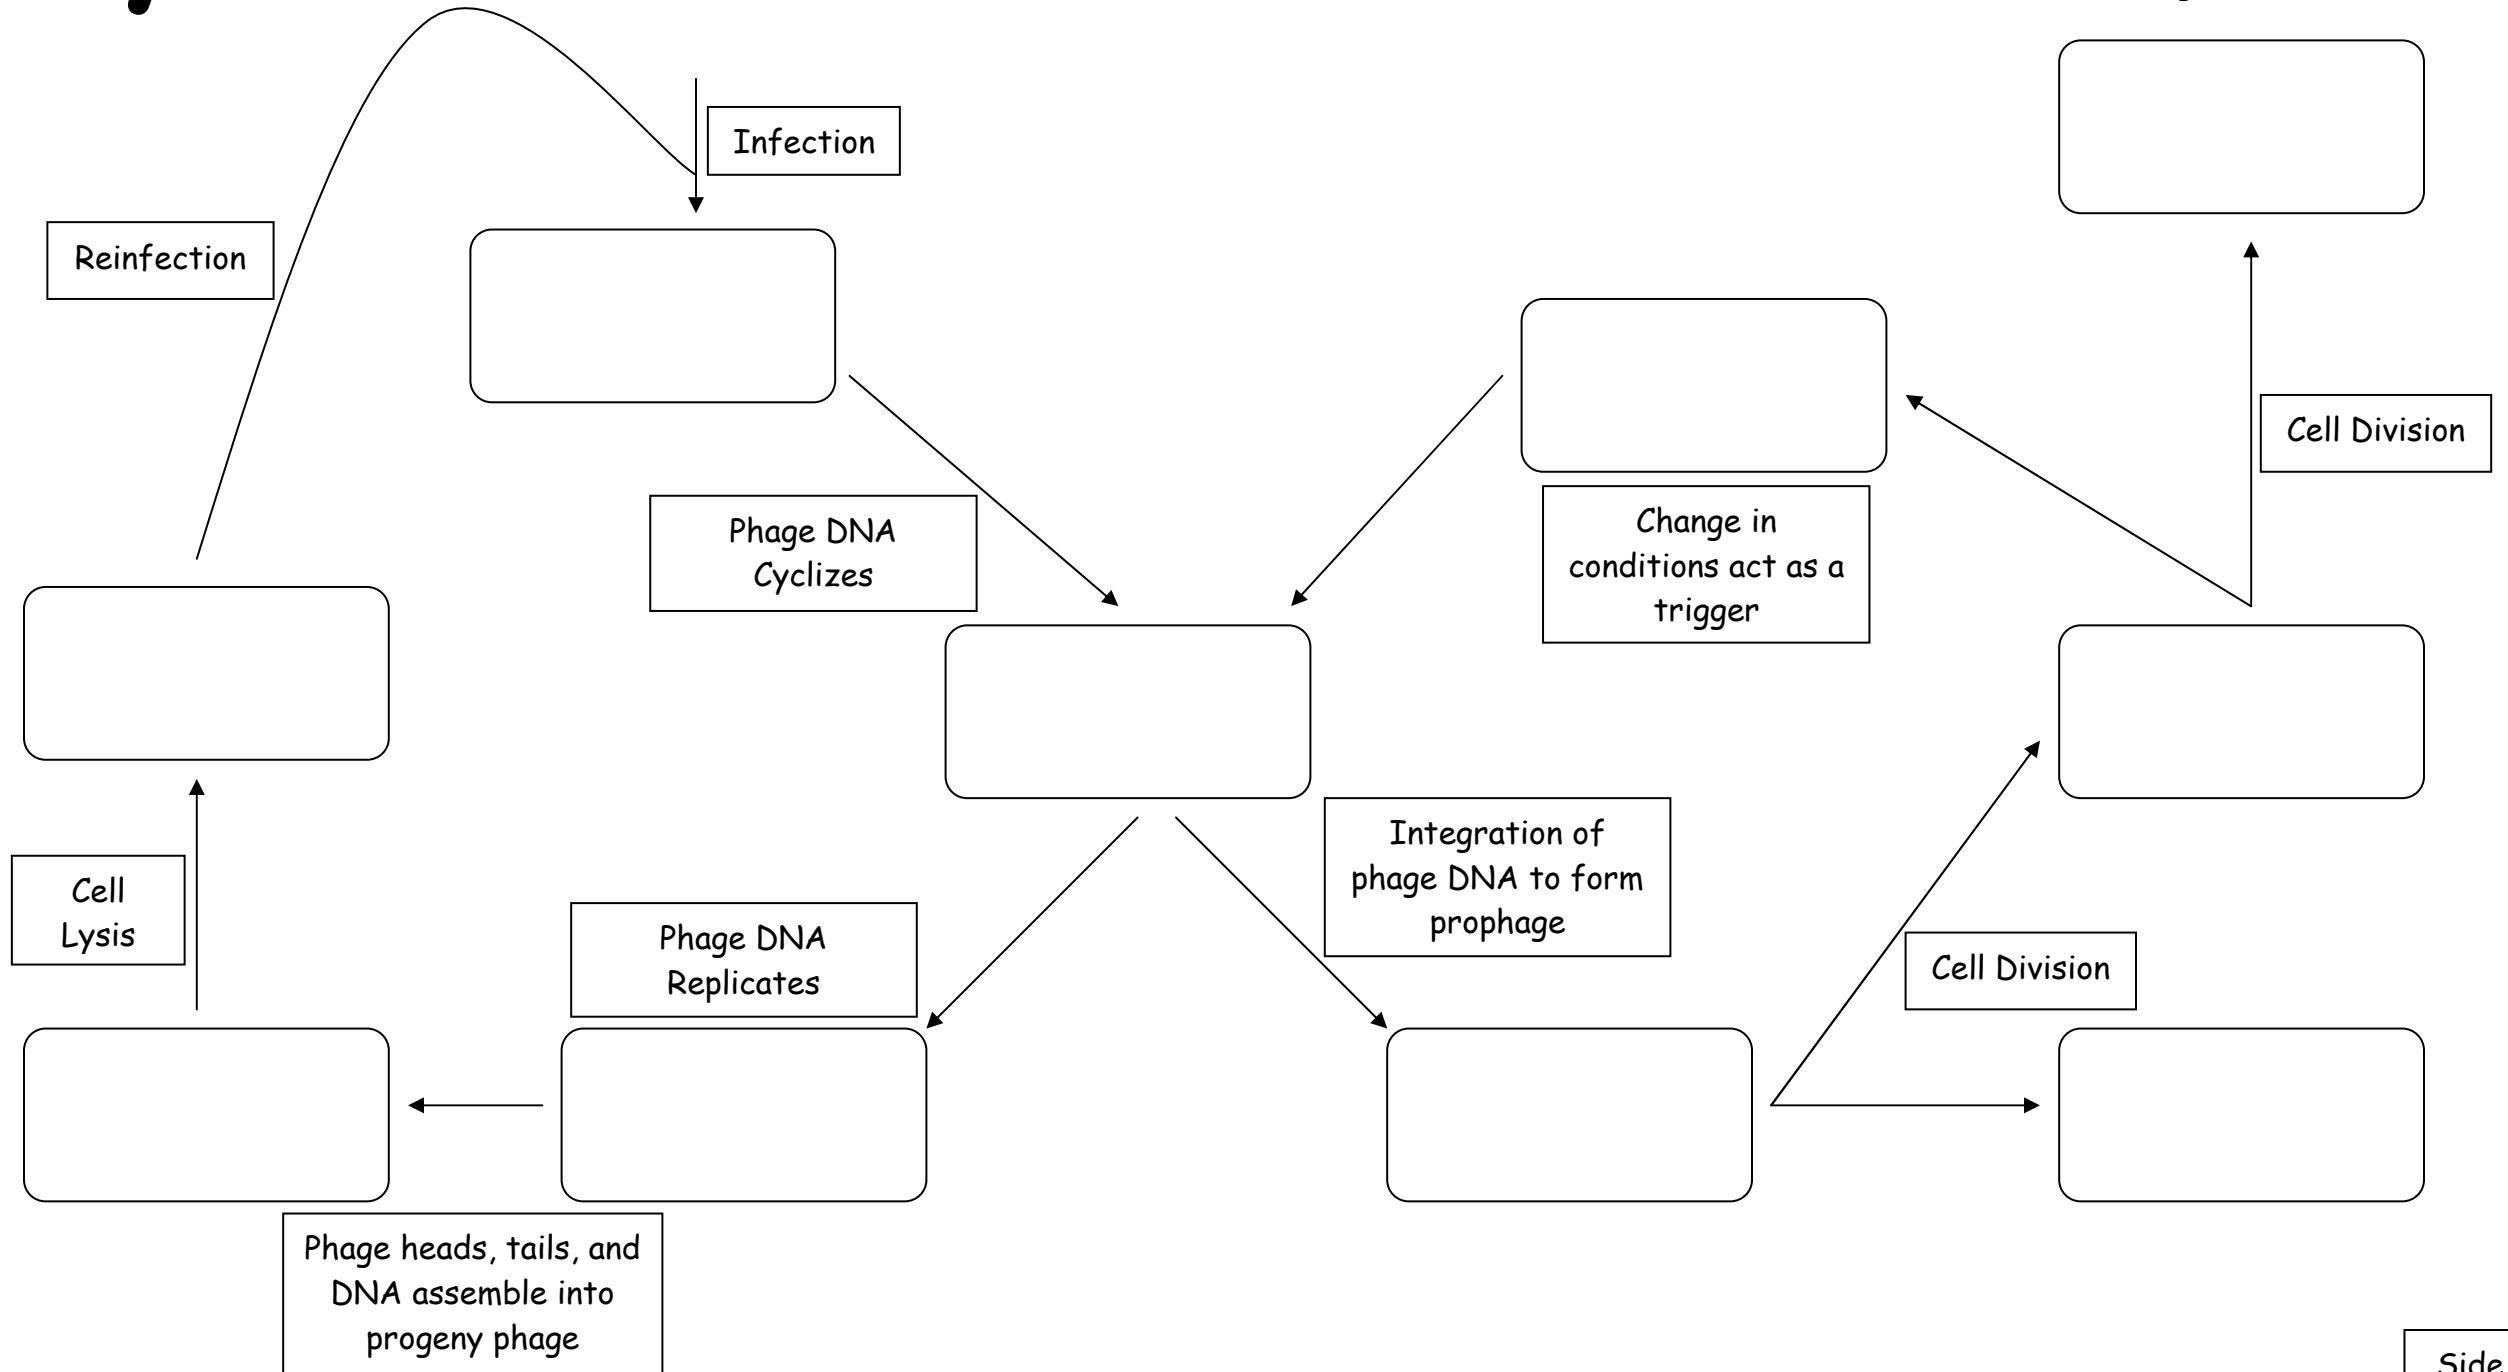 Infection
Reinfection
Cell Division
Phage DNA
Cyclizes
Change in
conditions act as a
trigger
Integration of
phage DNA to form
prophage
Cell
Lysis
Phage DNA
Replicates
Cell Division
Phage heads, tails, and
DNA assemble into
progeny phage
Side